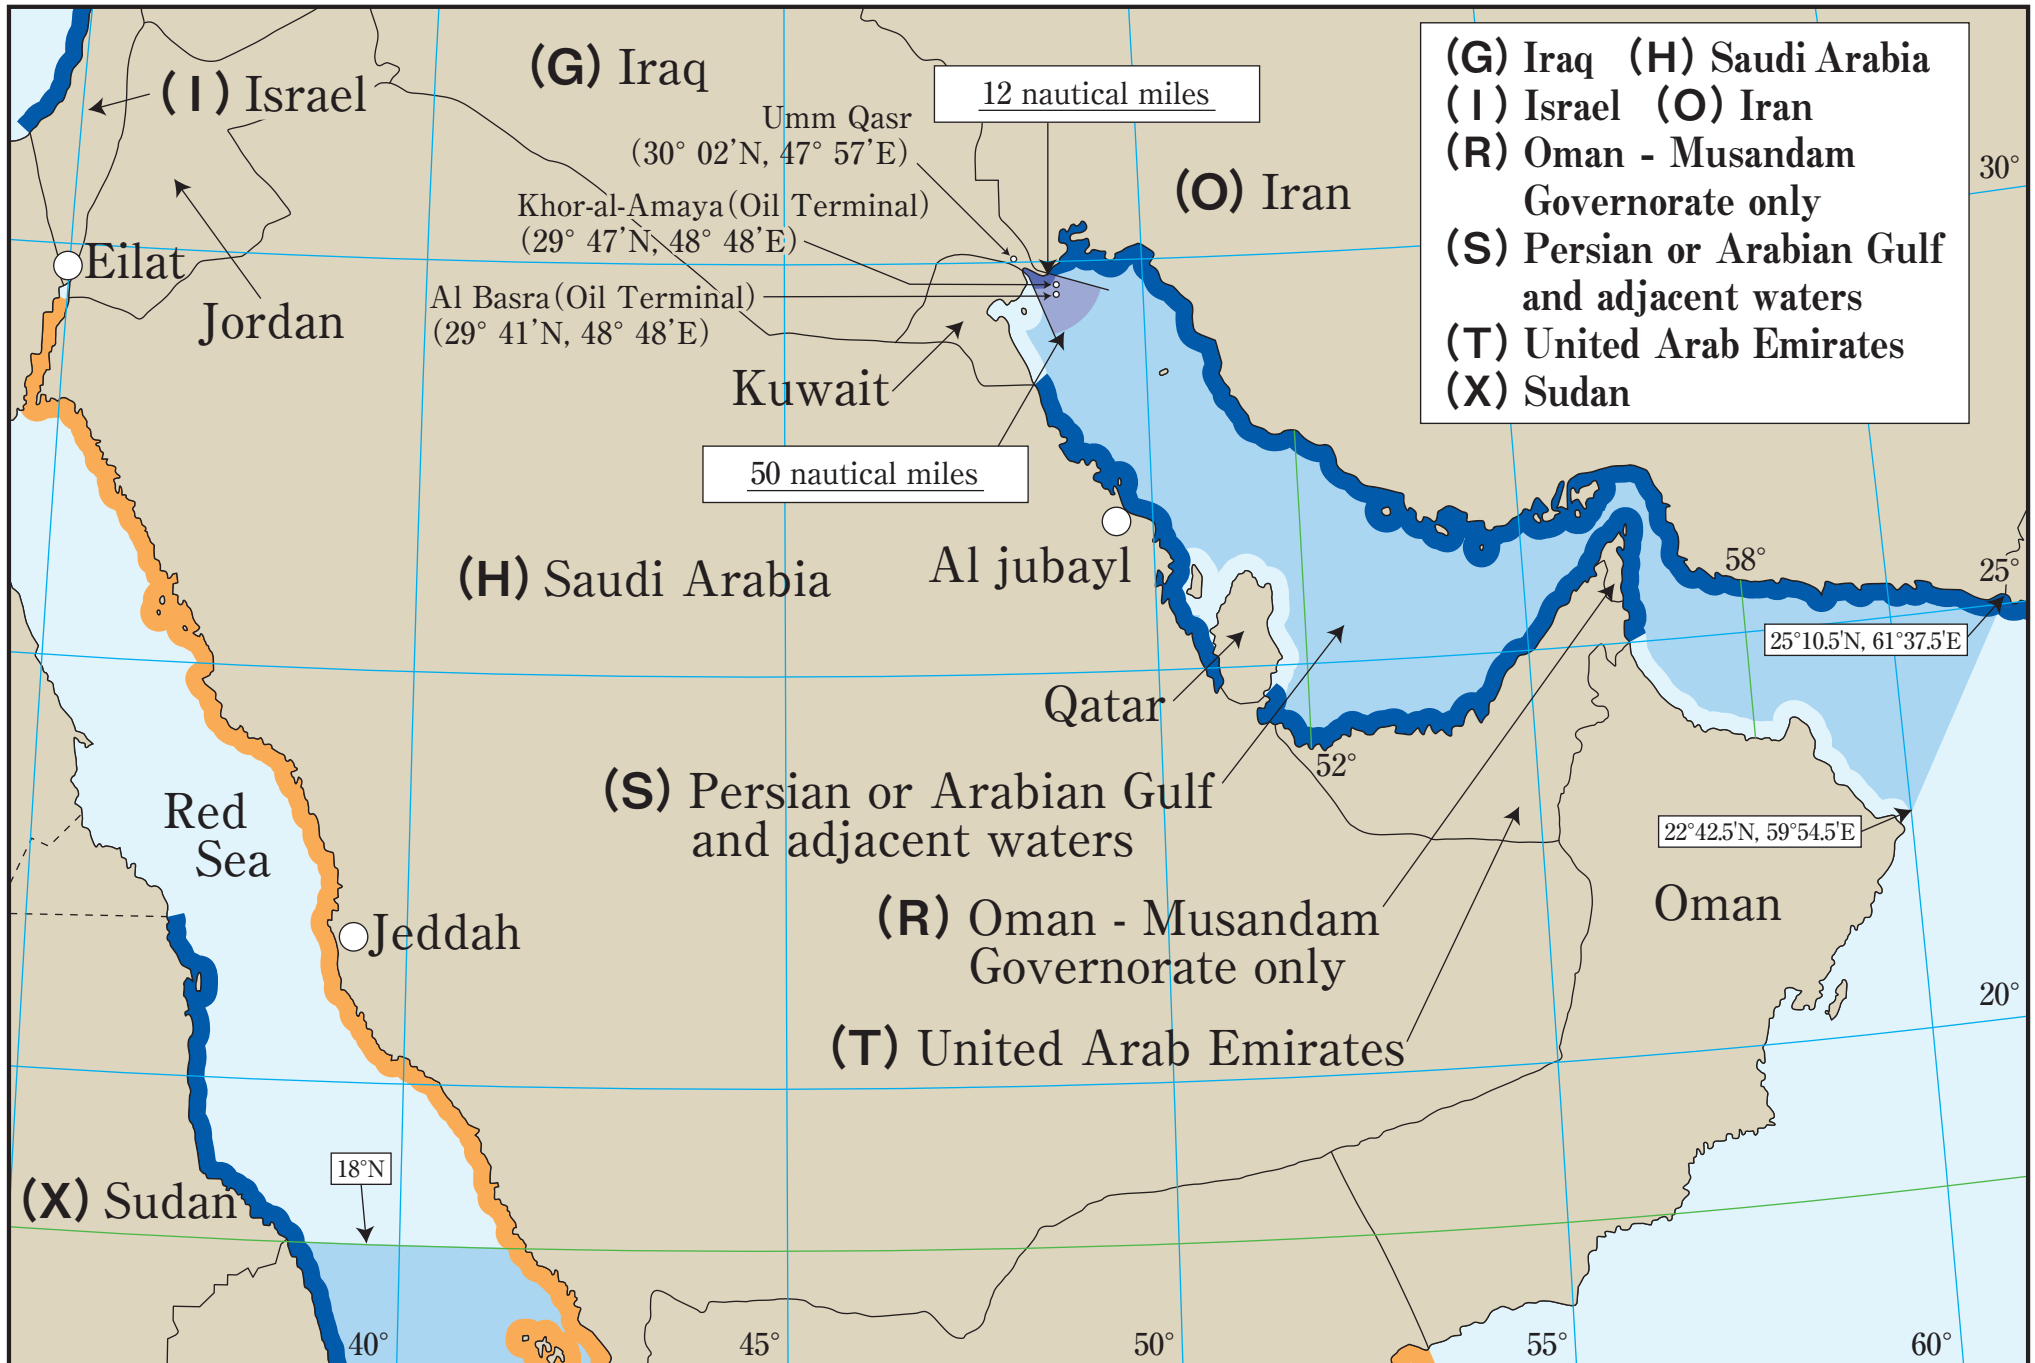 (G) Iraq
(I) Israel
12 nautical miles
Umm Qasr
(30° 02’N, 47° 57’E)
Khor-al-Amaya(Oil Terminal)
(29° 47’N, 48° 48’E)
Al Basra(Oil Terminal)
(29° 41’N, 48° 48’E)
(O) Iran
(G) Iraq (H) Saudi Arabia
(I) Israel (O) Iran
(R) Oman - Musandam
Governorate only
(S) Persian or Arabian Gulf
and adjacent waters
(T) United Arab Emirates
(X) Sudan
30°
Eilat
Jordan
Kuwait
50 nautical miles
Al jubayl
(H) Saudi Arabia
58°
25°
25°10.5'N, 61°37.5'E
Qatar
52°
(S) Persian or Arabian Gulf
and adjacent waters
22°42.5'N, 59°54.5'E
Red
Sea
Oman
(R) Oman - Musandam
Governorate only
Jeddah
20°
(T) United Arab Emirates
18°N
(X) Sudan
40°
45°
50°
55°
60°